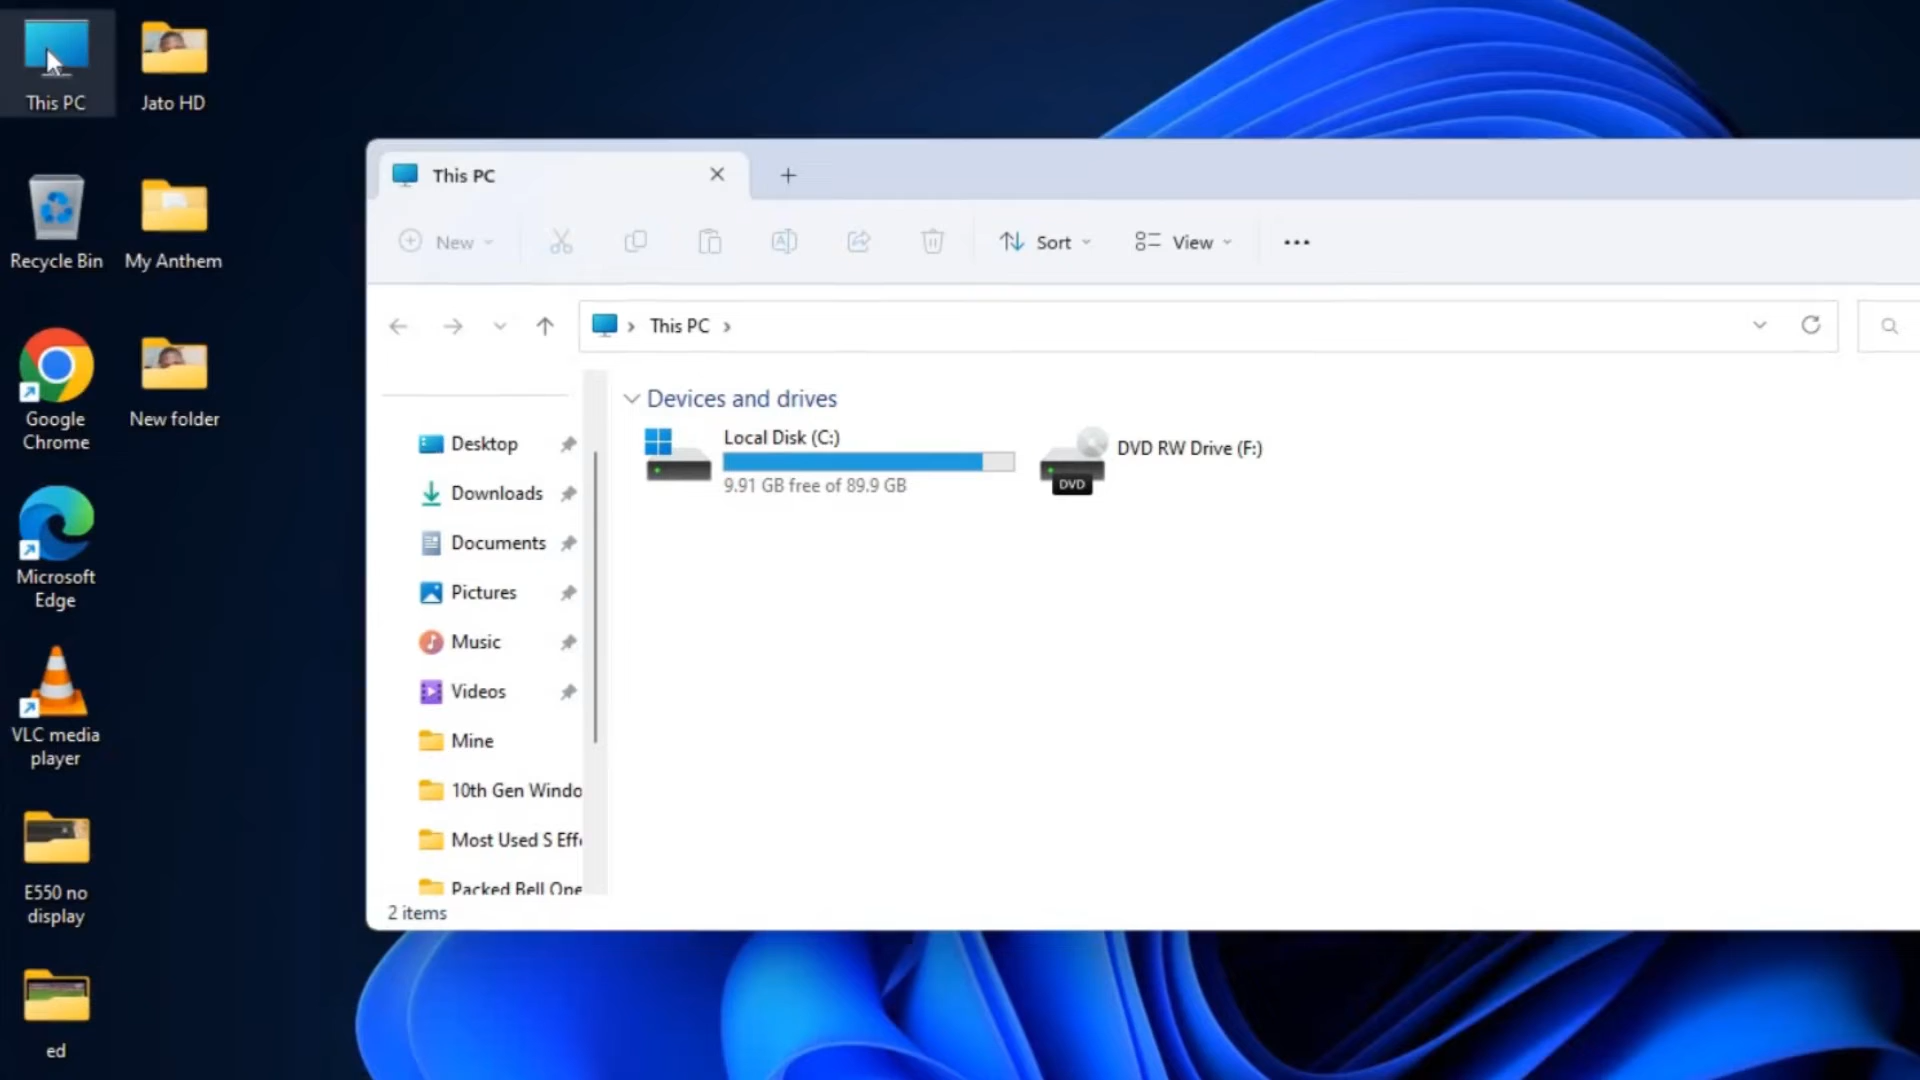 This PC
Jato HD
Recycle Bin
My Anthem
Google
Chrome
New folder
Microsoft
Edge
VLC media
player
E550 no
display
ed
This PC
New
Sort
View
This PC
Devices and drives
Local Disk (C:)
9.91 GB free of 89.9 GB
DVD
DVD RW Drive (F:)
Desktop
Downloads
Documents
Pictures
Music
Videos
Mine
10th Gen Windo
Most Used S Eff
Packed Bell One
2 items